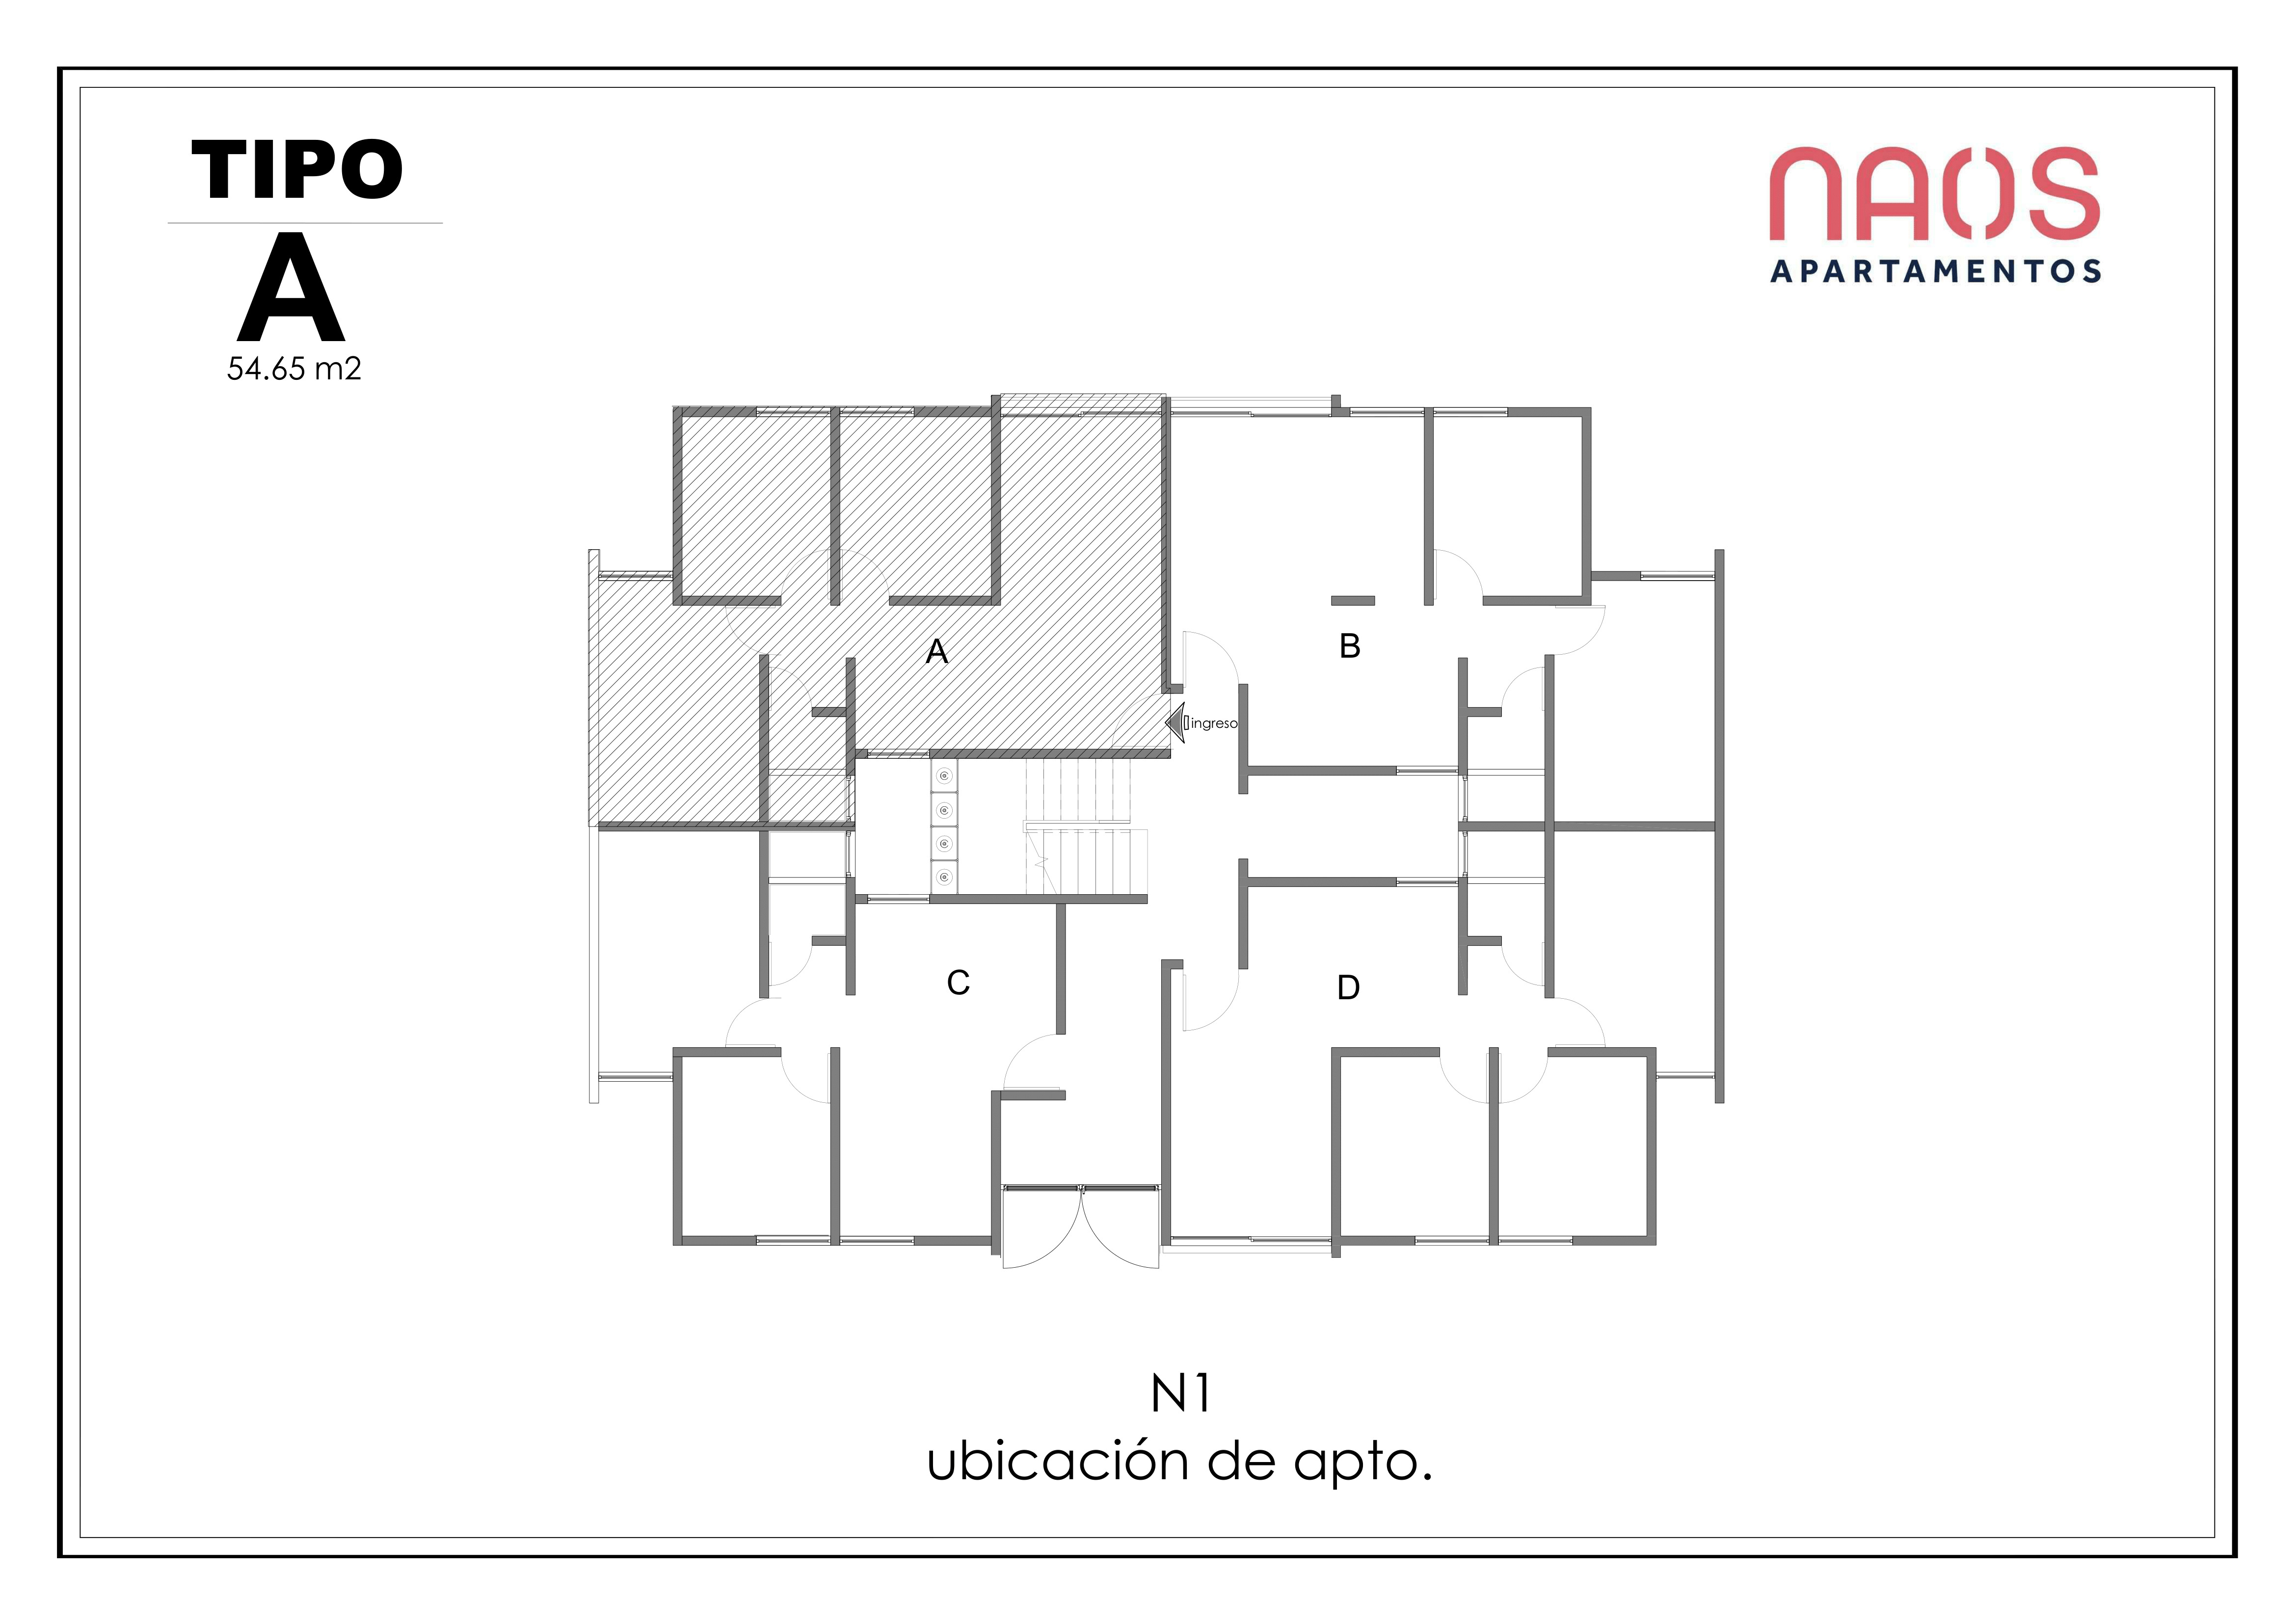 TIPO
A
54.65 m2
NAOS
APARTAMENTOS
A
B
ingreso
C
D
N1
ubicación de apto.